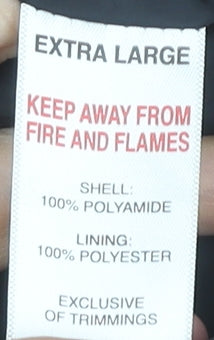 EXTRA LARGE
KEEP AWAY FROM
FIRE AND FLAMES
SHELL:
100% POLYAMIDE
LINING:
100% POLYESTER
EXCLUSIVE
OF TRIMMINGS